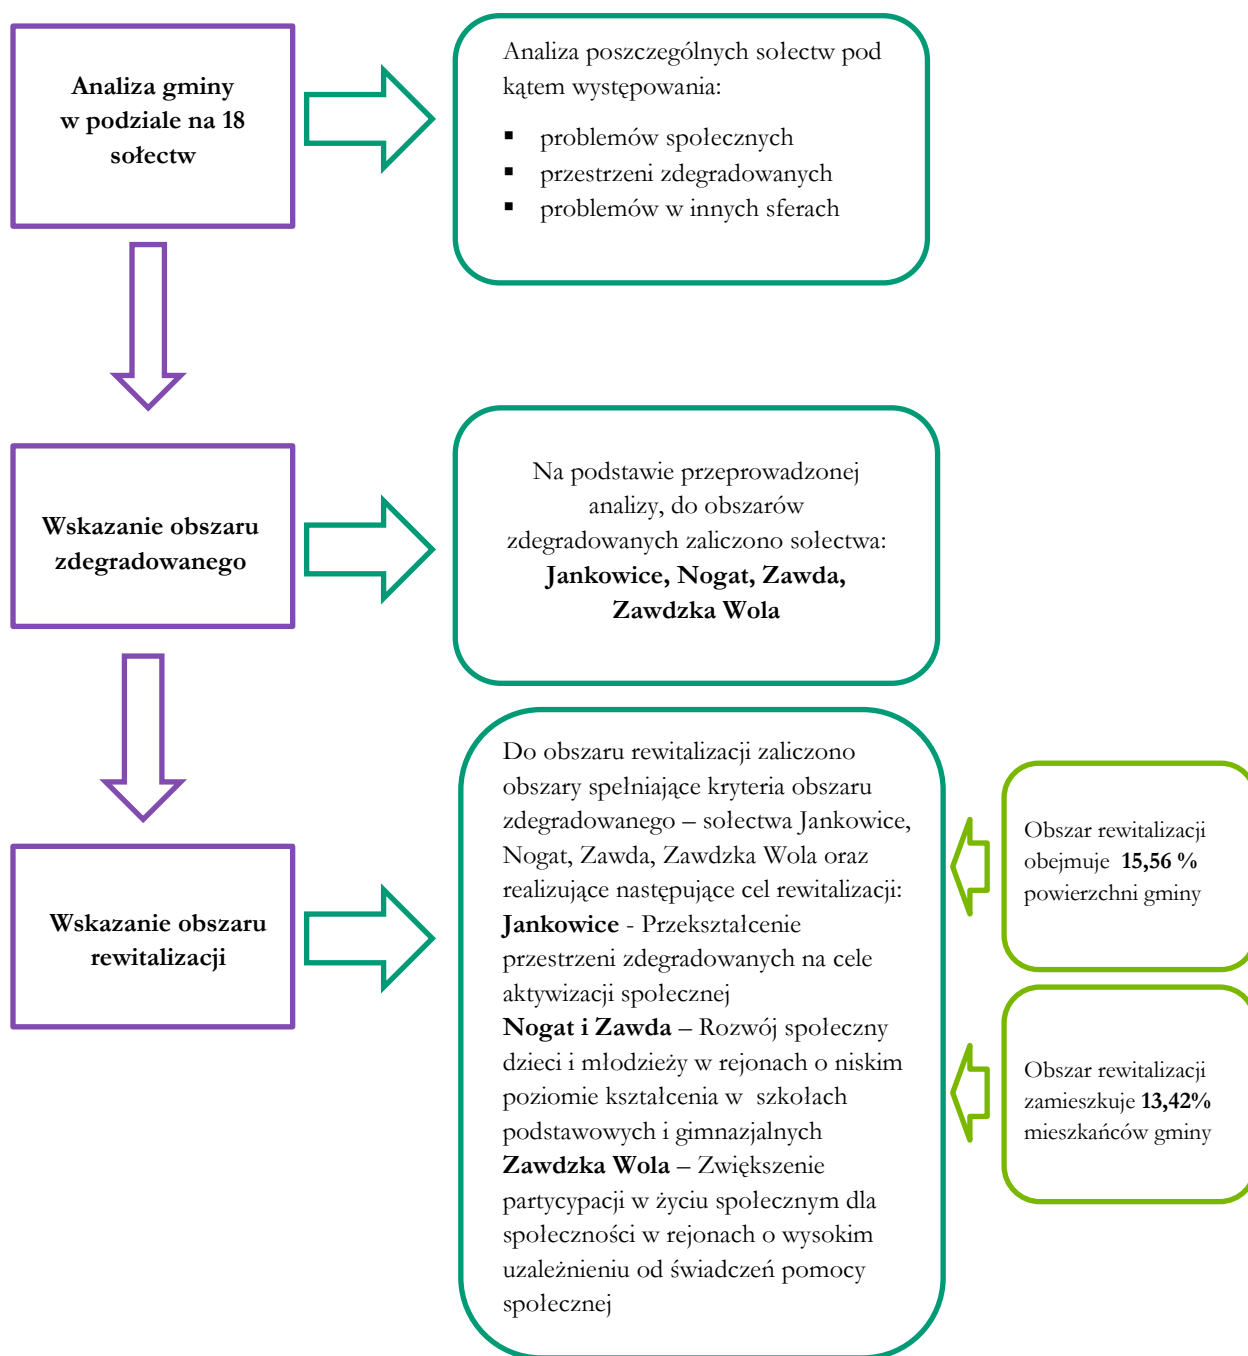 Analiza gminy
w podziale na 18
sołectw
Analiza poszczególnych sołectw pod
kątem występowania:
▪ problemów społecznych
▪ przestrzeni zdegradowanych
▪ problemów w innych sferach
Wskazanie obszaru
zdegradowanego
Na podstawie przeprowadzonej
analizy, do obszarów
zdegradowanych zaliczono sołectwa:
Jankowice, Nogat, Zawda,
Zawdzka Wola
Wskazanie obszaru
rewitalizacji
Do obszaru rewitalizacji zaliczono
obszary spełniające kryteria obszaru
zdegradowanego – sołectwa Jankowice,
Nogat, Zawda, Zawdzka Wola oraz
realizujące następujące cel rewitalizacji:
Jankowice - Przekształcenie
przestrzeni zdegradowanych na cele
aktywizacji społecznej
Nogat i Zawda – Rozwój społeczny
dzieci i młodzieży w rejonach o niskim
poziomie kształcenia w szkołach
podstawowych i gimnazjalnych
Zawdzka Wola – Zwiększenie
partycypacji w życiu społecznym dla
społeczności w rejonach o wysokim
uzależnieniu od świadczeń pomocy
społecznej
Obszar rewitalizacji
obejmuje 15,56 %
powierzchni gminy
Obszar rewitalizacji
zamieszkuje 13,42%
mieszkańców gminy